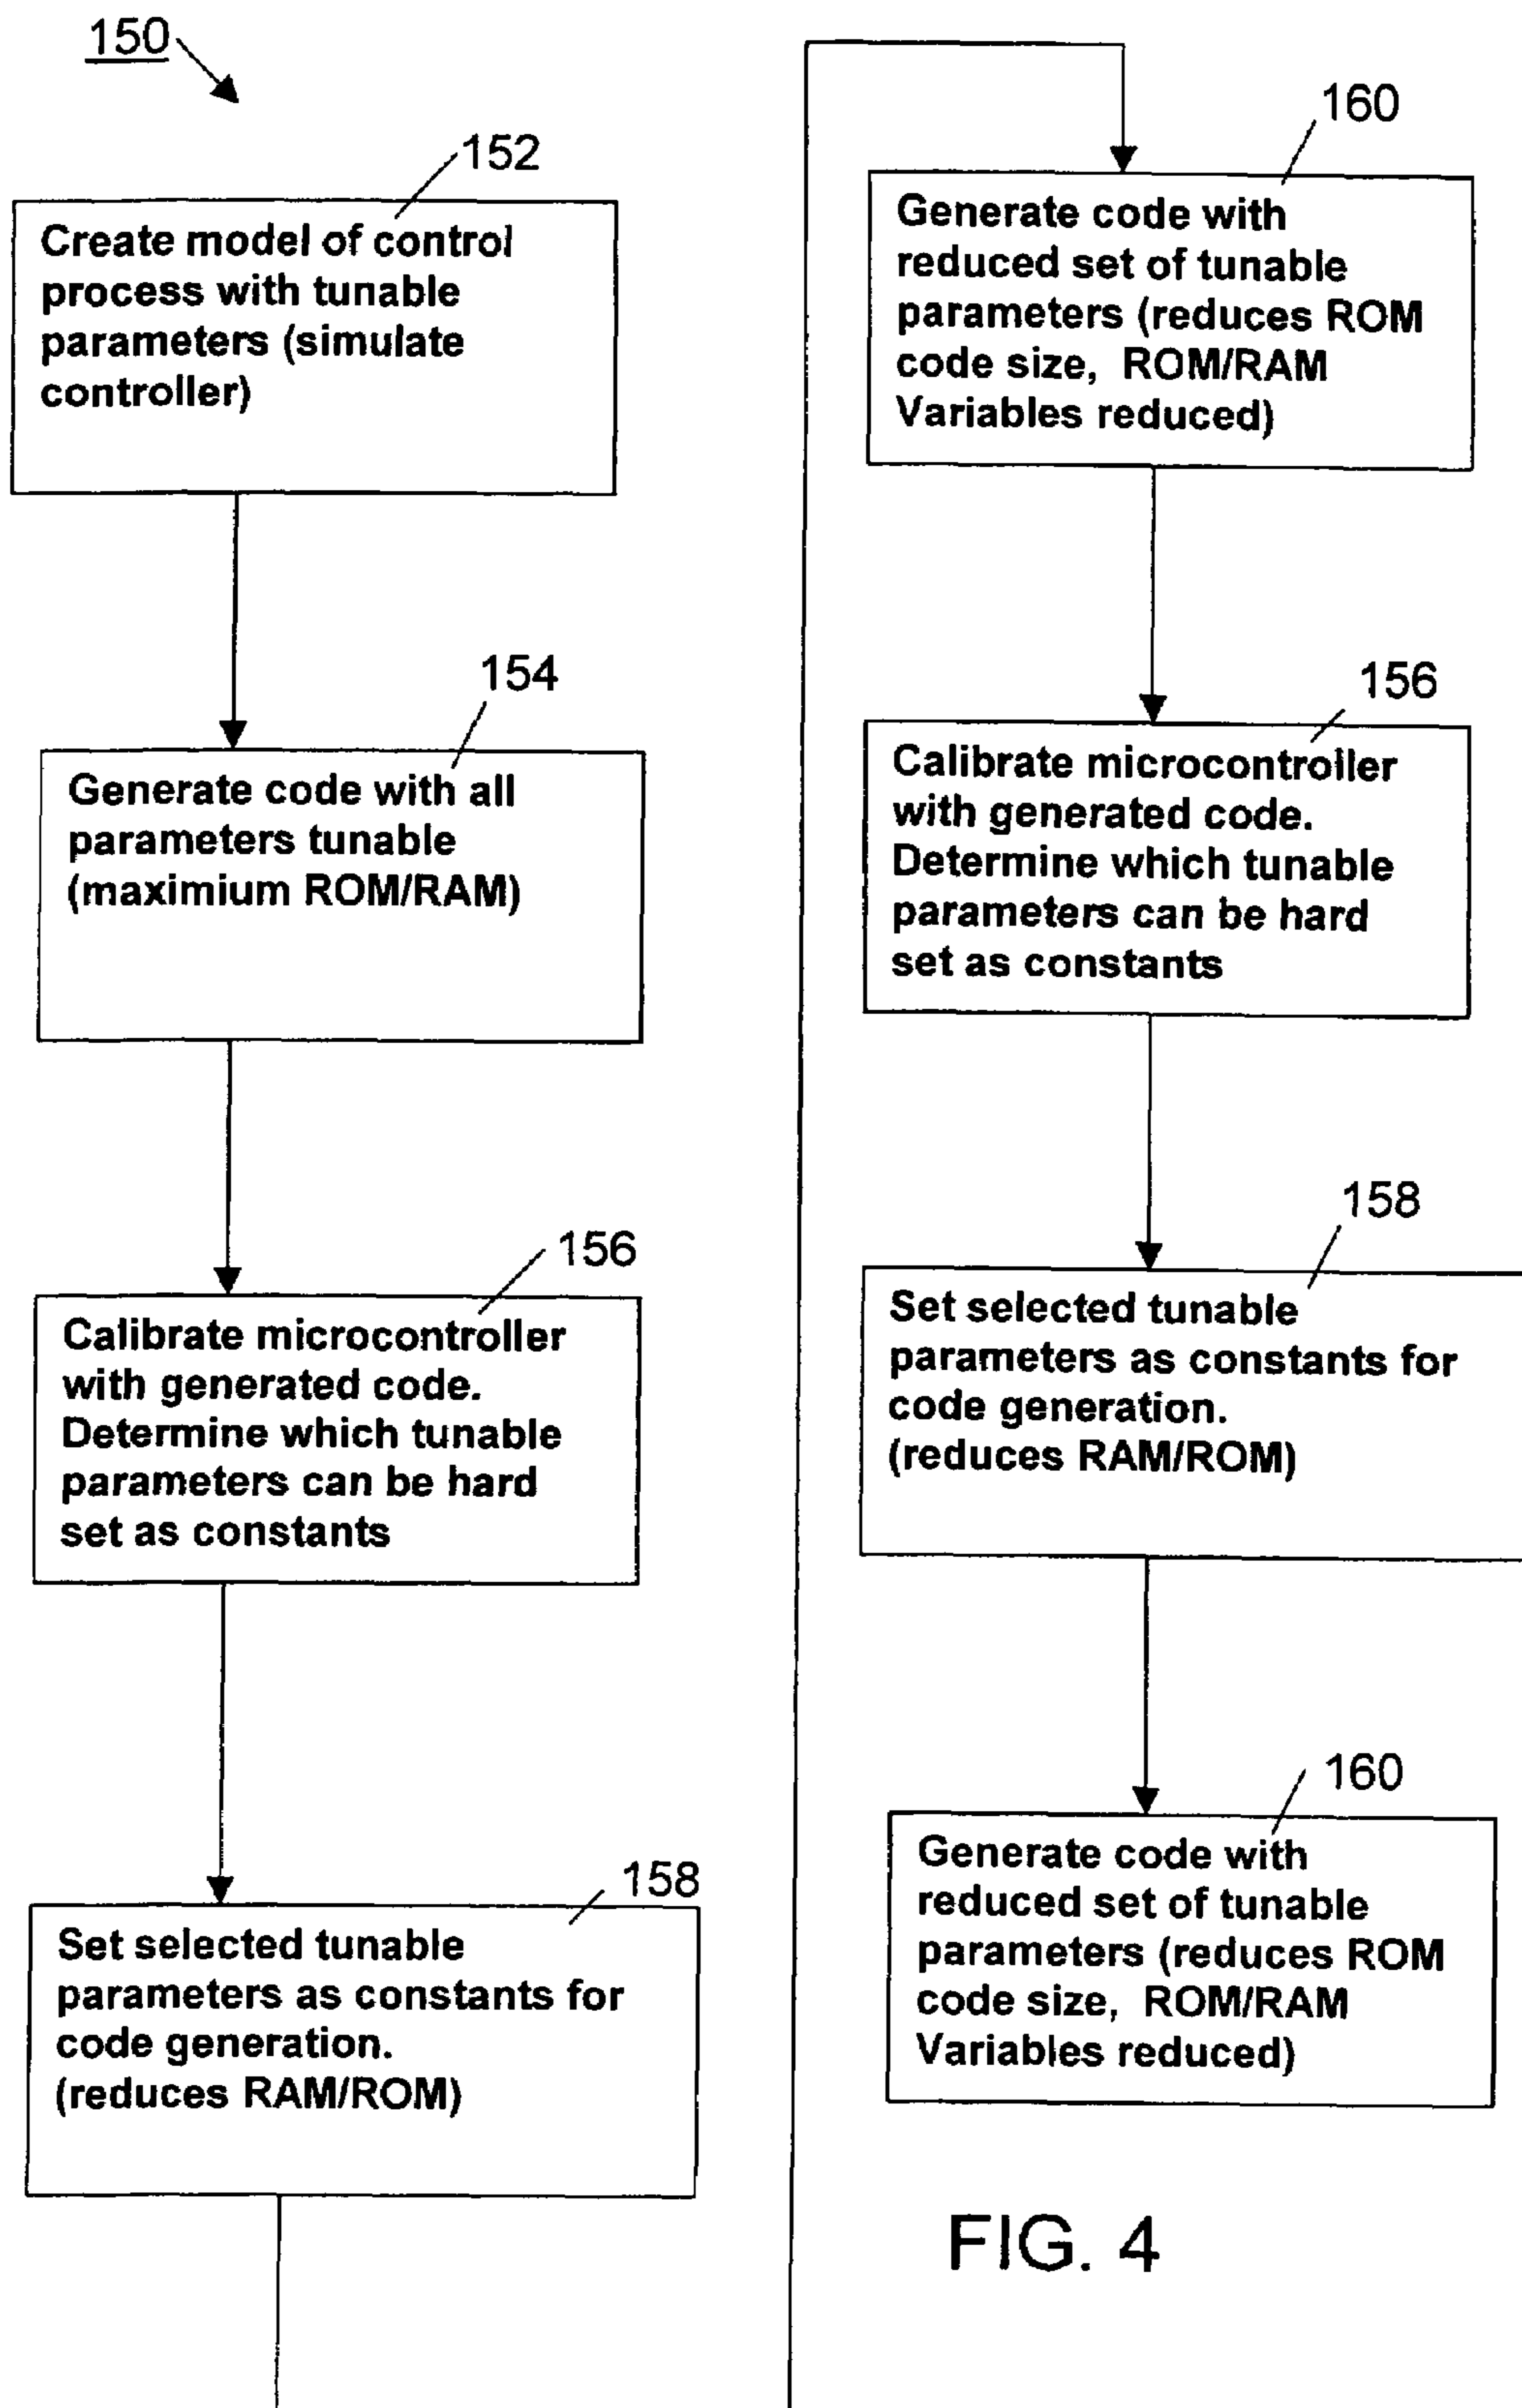 150
152
Create model of control
process with tunable
parameters (simulate
controller)
154
Generate code with all
parameters tunable
(maximium ROM/RAM)
156
Calibrate microcontroller
with generated code.
Determine which tunable
parameters can be hard
set as constants
158
Set selected tunable
parameters as constants for
code generation.
(reduces RAM/ROM)
160
Generate code with
reduced set of tunable
parameters (reduces ROM
code size, ROM/RAM
Variables reduced)
156
Calibrate microcontroller
with generated code.
Determine which tunable
parameters can be hard
set as constants
158
Set selected tunable
parameters as constants for
code generation.
(reduces RAM/ROM)
160
Generate code with
reduced set of tunable
parameters (reduces ROM
code size, ROM/RAM
Variables reduced)
FIG. 4